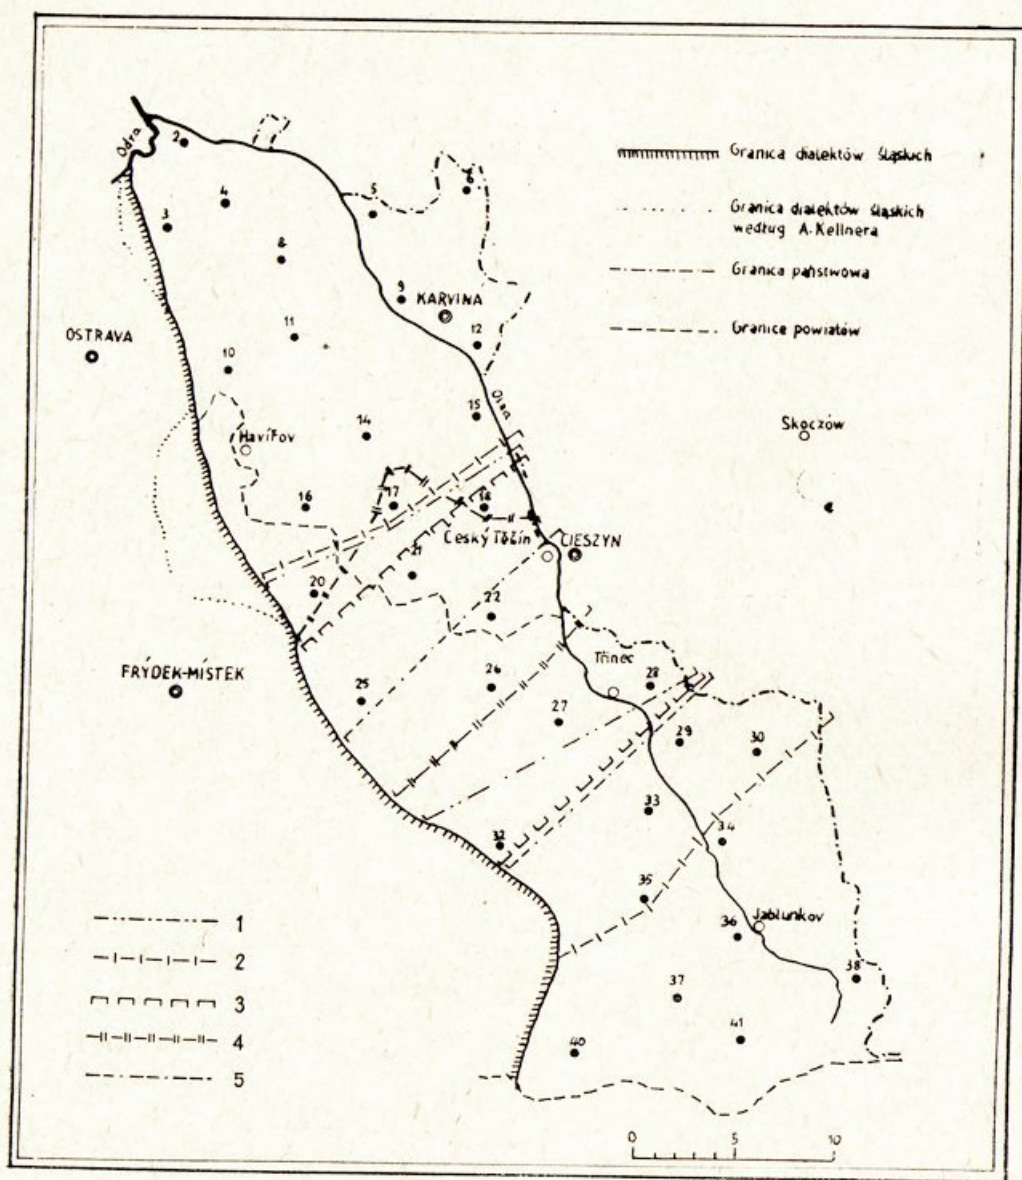 Odra
2
Granica dialektów śląskich
4
5
6
3
Granica dialektów śląskich
według A. Kellnera
8
Granica państwowa
9
KARVINA
OSTRAVA
11
12
Granice powiatów
10
15
Olza
Skoczów
Havířov
14
16
17
18
Český Těšín
CIESZYN
20
21
22
Třinec
FRÝDEK-MÍSTEK
25
26
28
27
29
30
33
32
34
35
1
36
Jabłunkov
2
38
3
37
4
41
40
5
0 5 10